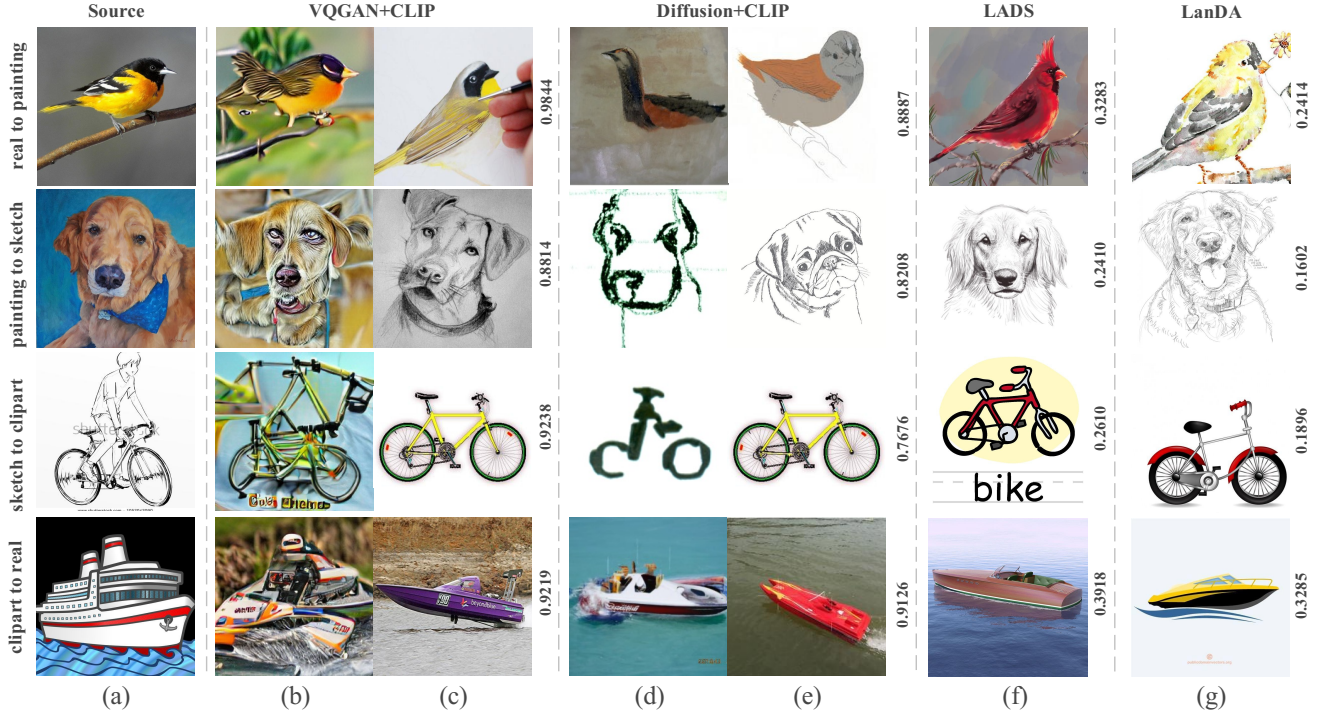 Source VQGAN+CLIP Diffusion+CLIP LADS LanDA
real to painting
0.9844
0.8887
0.3283
0.2414
painting to sketch
0.8814
0.8208
0.2410
0.1602
sketch to clipart
0.9238
0.7676
bike
0.2610
0.1896
clipart to real
0.9219
0.9126
0.3918
0.3285
(a) (b) (c) (d) (e) (f) (g)